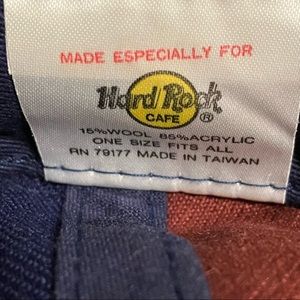 MADE ESPECIALLY FOR
Hard Rock
CAFE ®
15%WOOL 85%ACRYLIC
ONE SIZE FITS ALL
RN 79177 MADE IN TAIWAN